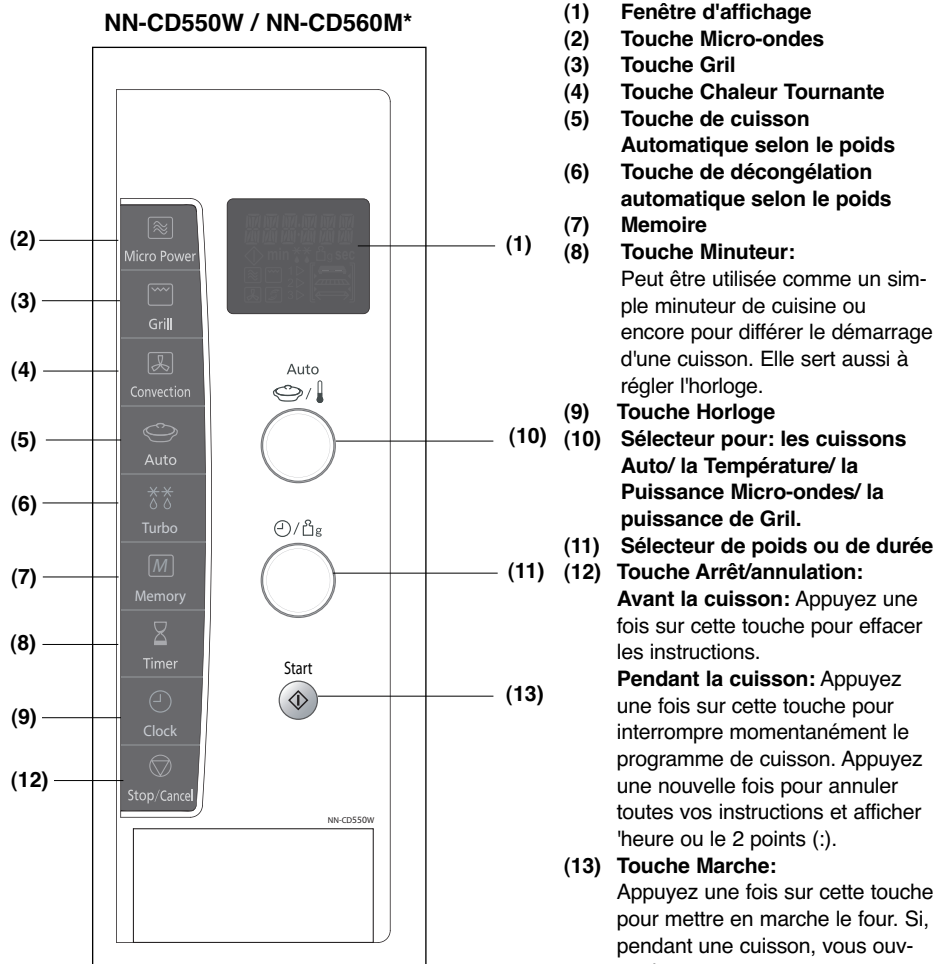 NN-CD550W / NN-CD560M*
(2)
Micro Power
(1)
(3)
Grill
(4)
Convection
Auto
(5)
Auto
(10)
(6)
Turbo
g
(7)
M
Memory
(11)
(8)
Timer
Start
(13)
(9)
Clock
(12)
Stop/Cancel
NN-CD550W
min
sec
(1) Fenêtre d'affichage
(2) Touche Micro-ondes
(3) Touche Gril
(4) Touche Chaleur Tournante
(5) Touche de cuisson
Automatique selon le poids
(6) Touche de décongélation
automatique selon le poids
(7) Memoire
(8) Touche Minuteur:
Peut être utilisée comme un sim-
ple minuteur de cuisine ou
encore pour différer le démarrage
d'une cuisson. Elle sert aussi à
régler l'horloge.
(9) Touche Horloge
(10) Sélecteur pour: les cuissons
Auto/ la Température/ la
Puissance Micro-ondes/ la
puissance de Gril.
(11) Sélecteur de poids ou de durée
(12) Touche Arrêt/annulation:
Avant la cuisson: Appuyez une
fois sur cette touche pour effacer
les instructions.
Pendant la cuisson: Appuyez
une fois sur cette touche pour
interrompre momentanément le
programme de cuisson. Appuyez
une nouvelle fois pour annuler
toutes vos instructions et afficher
'heure ou le 2 points (:).
(13) Touche Marche:
Appuyez une fois sur cette touche
pour mettre en marche le four. Si,
pendant une cuisson, vous ouv-